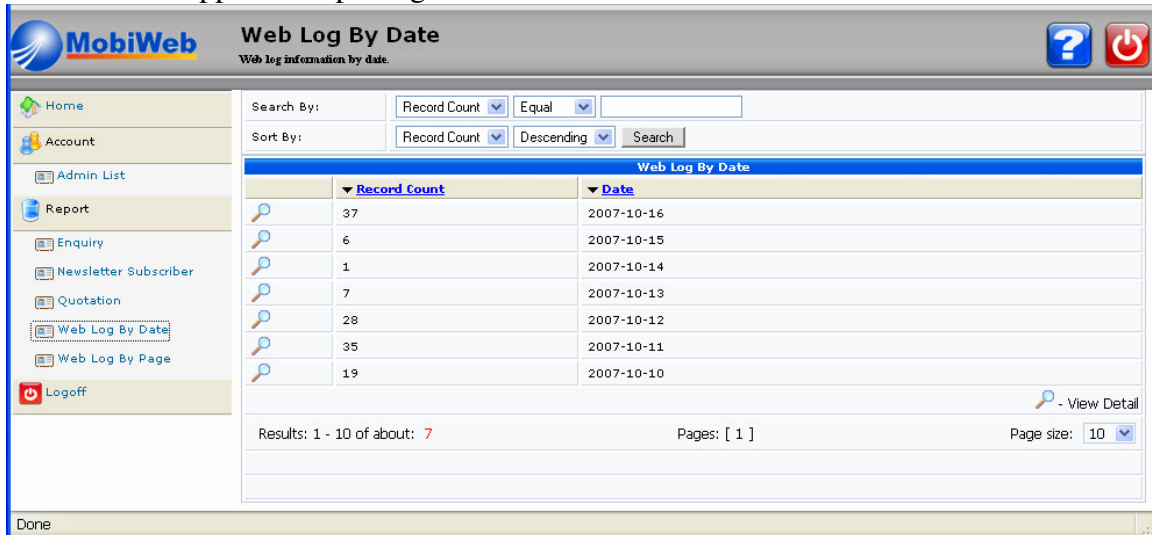 MobiWeb
Web Log By Date
Web log information by date.
?
Home
Account
Admin List
Report
Enquiry
Newsletter Subscriber
Quotation
Web Log By Date
Web Log By Page
Logoff
Search By: Record Count Equal
Sort By: Record Count Descending Search
Web Log By Date
Record Count Date
37 2007-10-16
6 2007-10-15
1 2007-10-14
7 2007-10-13
28 2007-10-12
35 2007-10-11
19 2007-10-10
- View Detail
Results: 1 - 10 of about: 7 Pages: [ 1 ] Page size: 10
Done